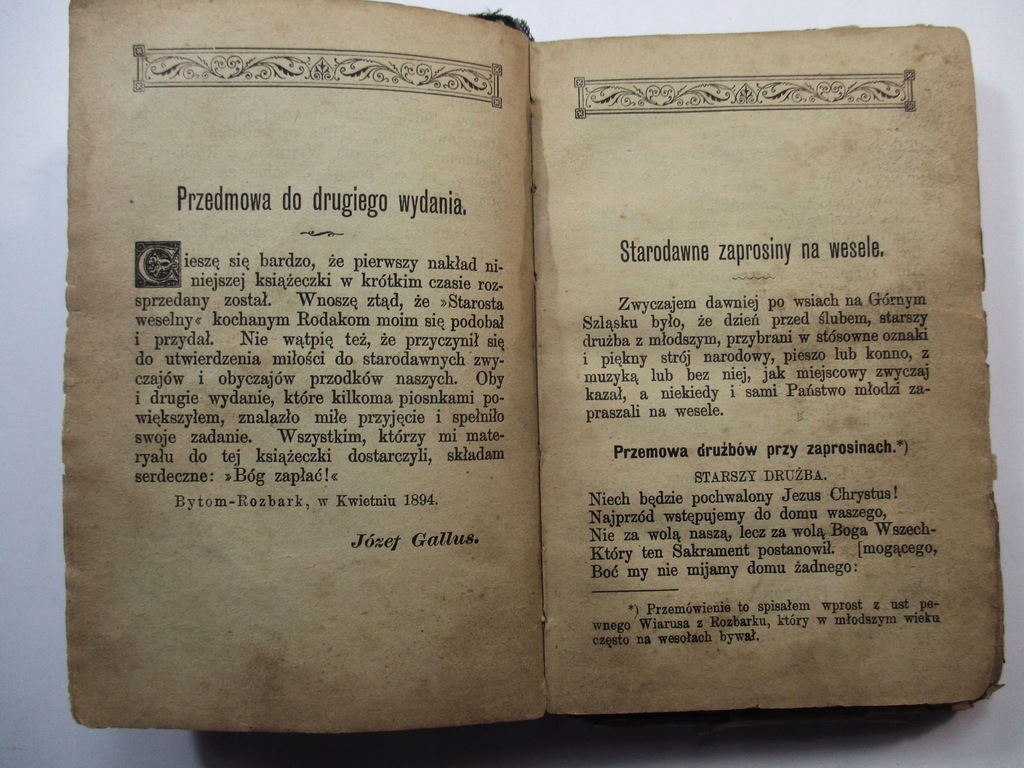 Przedmowa do drugiego wydania.
Cieszę się bardzo, że pierwszy nakład ni-
niejszej książeczki w krótkim czasie roz-
sprzedany został. Wnoszę ztąd, że »Starosta
weselny« kochanym Rodakom moim się podobał
i przydał. Nie wątpię też, że przyczynił się
do utwierdzenia miłości do starodawnych zwy-
czajów i obyczajów przodków naszych. Oby
i drugie wydanie, które kilkoma piosnkami po-
większyłem, znalazło miłe przyjęcie i spełniło
swoje zadanie. Wszystkim, którzy mi mate-
ryału do tej książeczki dostarczyli, składam
serdeczne: »Bóg zapłać!«
Bytom-Rozbark, w Kwietniu 1894.
Józef Gallus.
Starodawne zaprosiny na wesele.
Zwyczajem dawniej po wsiach na Górnym
Szląsku było, że dzień przed ślubem, starszy
drużba z młodszym, przybrani w stósowne oznaki
i piękny strój narodowy, pieszo lub konno, z
muzyką lub bez niej, jak miejscowy zwyczaj
kazał, a niekiedy i sami Państwo młodzi za-
praszali na wesele.
Przemowa drużbów przy zaprosinach.*)
STARSZY DRUŻBA.
Niech będzie pochwalony Jezus Chrystus!
Najprzód wstępujemy do domu waszego,
Nie za wolą naszą, lecz za wolą Boga Wszech-
Który ten Sakrament postanowił. [mogącego,
Boć my nie mijamy domu żadnego:
*) Przemówienie to spisałem wprost z ust pe-
wnego Wiarusa z Rozbarku, który w młodszym wieku
często na wesołach bywał.